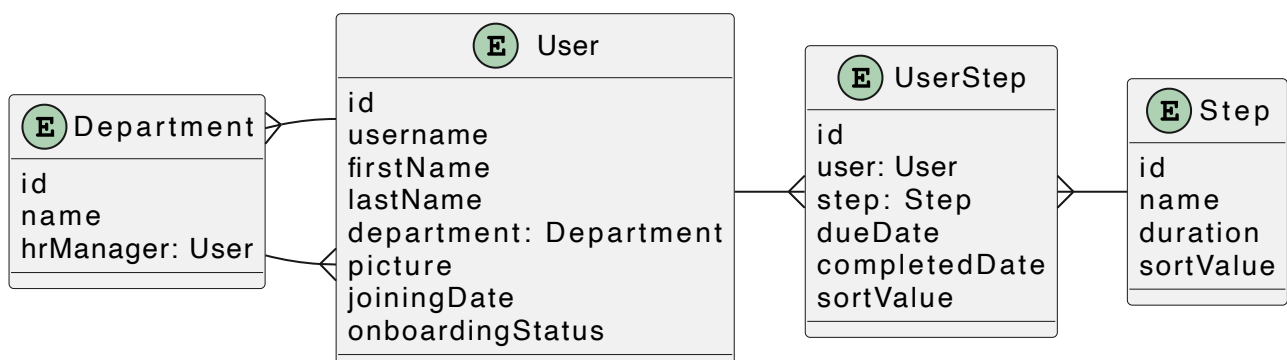 E Department
id
name
hrManager: User
E User
id
username
firstName
lastName
department: Department
picture
joiningDate
onboardingStatus
E UserStep
id
user: User
step: Step
dueDate
completedDate
sortValue
E Step
id
name
duration
sortValue